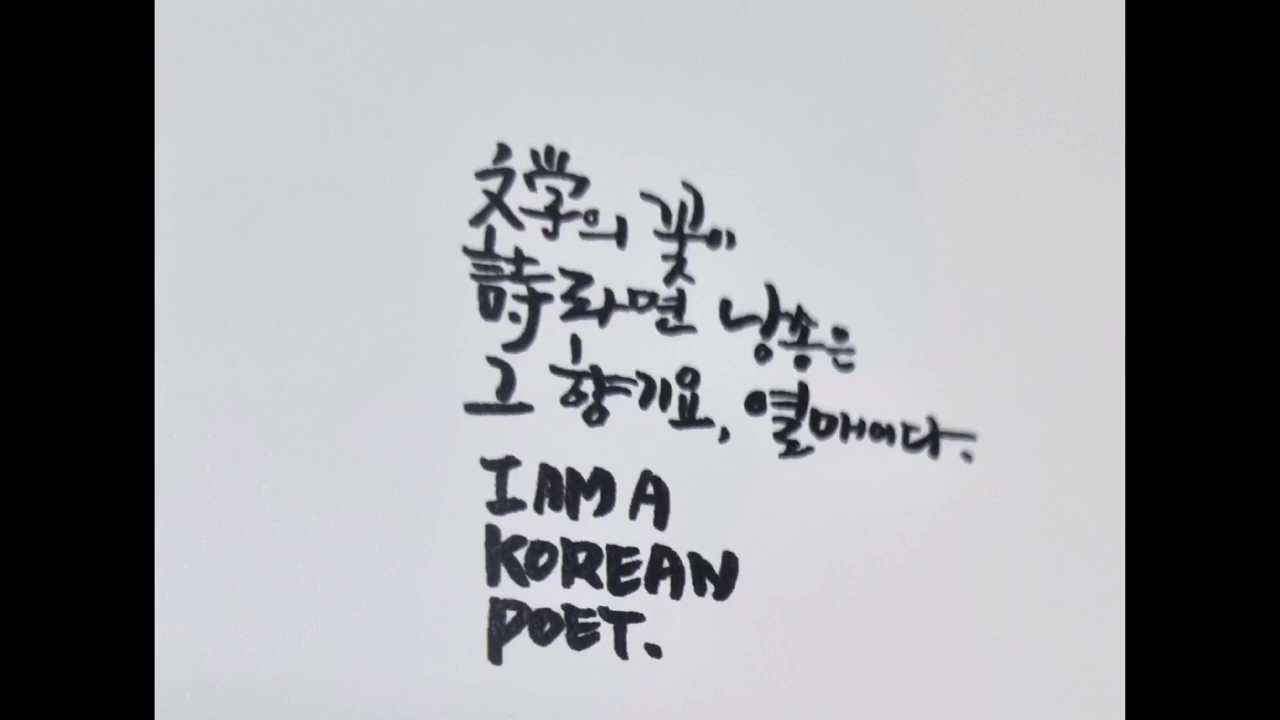 文学의 꽃이
詩라면 낭송은
그 향기요, 열매이다.
I AM A
KOREAN
POET.